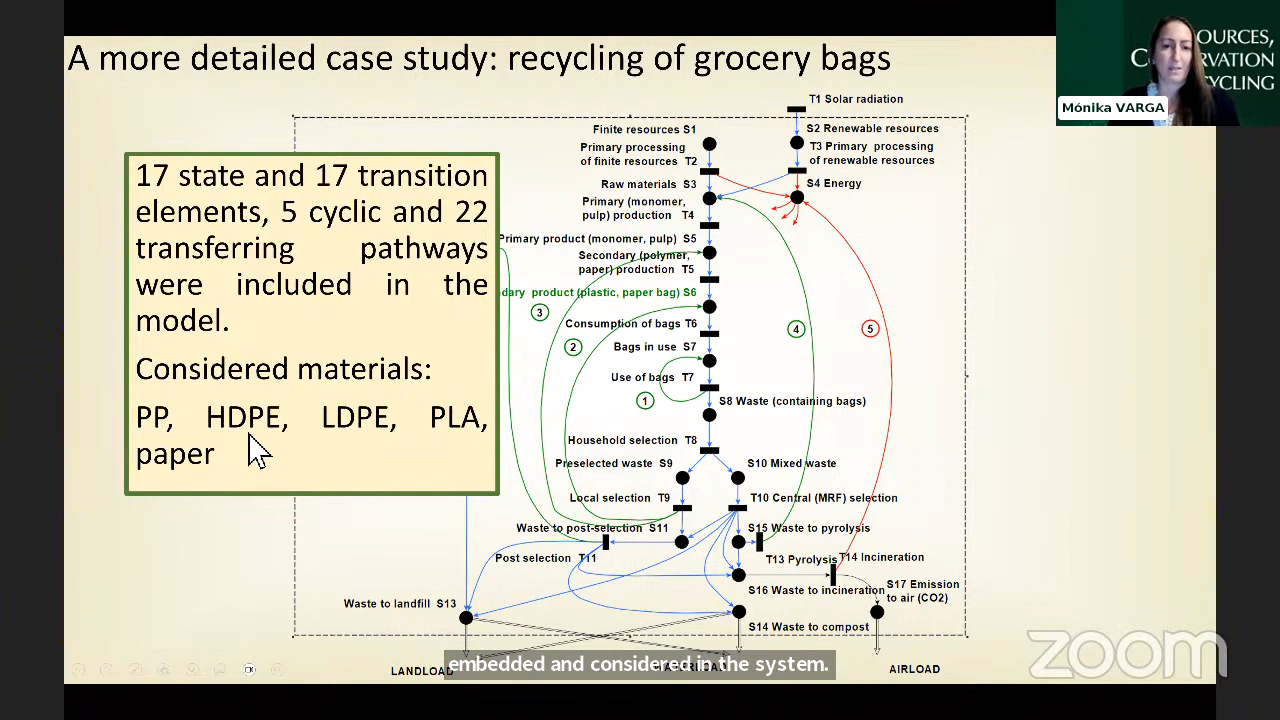 A more detailed case study: recycling of grocery bags
OURCES,
RVATION
CYCLING
Mónika VARGA
17 state and 17 transition
elements, 5 cyclic and 22
transferring pathways
were included in the
model.
Considered materials:
PP, HDPE, LDPE, PLA,
paper
T1 Solar radiation
Finite resources S1
S2 Renewable resources
Primary processing
of finite resources T2
T3 Primary processing
of renewable resources
Raw materials S3
S4 Energy
Primary (monomer,
pulp) production T4
Primary product (monomer, pulp) S5
Secondary (polymer,
paper) production T5
dary product (plastic, paper bag) S6
3
Consumption of bags T6
4
5
2
Bags in use S7
Use of bags T7
1
S8 Waste (containing bags)
Household selection T8
Preselected waste S9
S10 Mixed waste
Local selection T9
T10 Central (MRF) selection
Waste to post-selection S11
S15 Waste to pyrolysis
Post selection T11
T13 Pyrolysis
T14 Incineration
S16 Waste to incineration
S17 Emission
to air (CO2)
Waste to landfill S13
S14 Waste to compost
LANDLOAD
AIRLOAD
embedded and considered in the system.
zoom